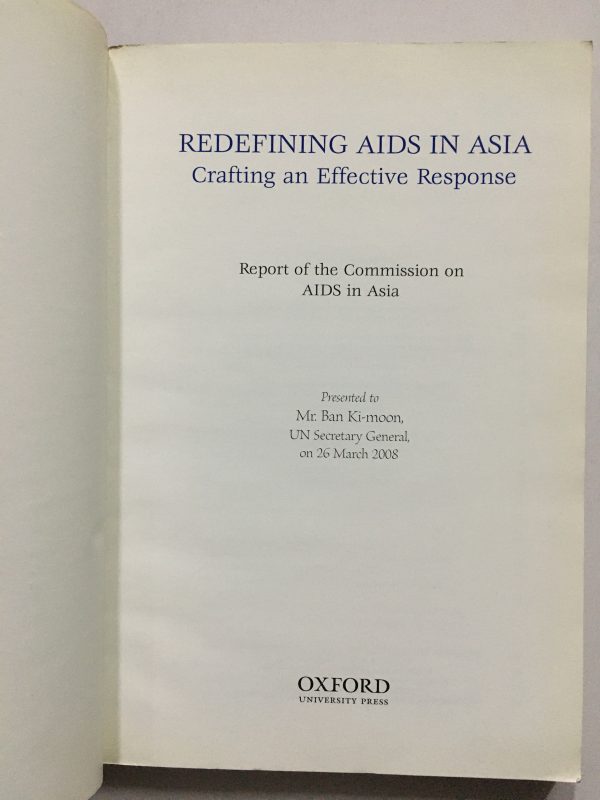 REDEFINING AIDS IN ASIA
Crafting an Effective Response
Report of the Commission on
AIDS in Asia
Presented to
Mr. Ban Ki-moon,
UN Secretary General,
on 26 March 2008
OXFORD
UNIVERSITY PRESS